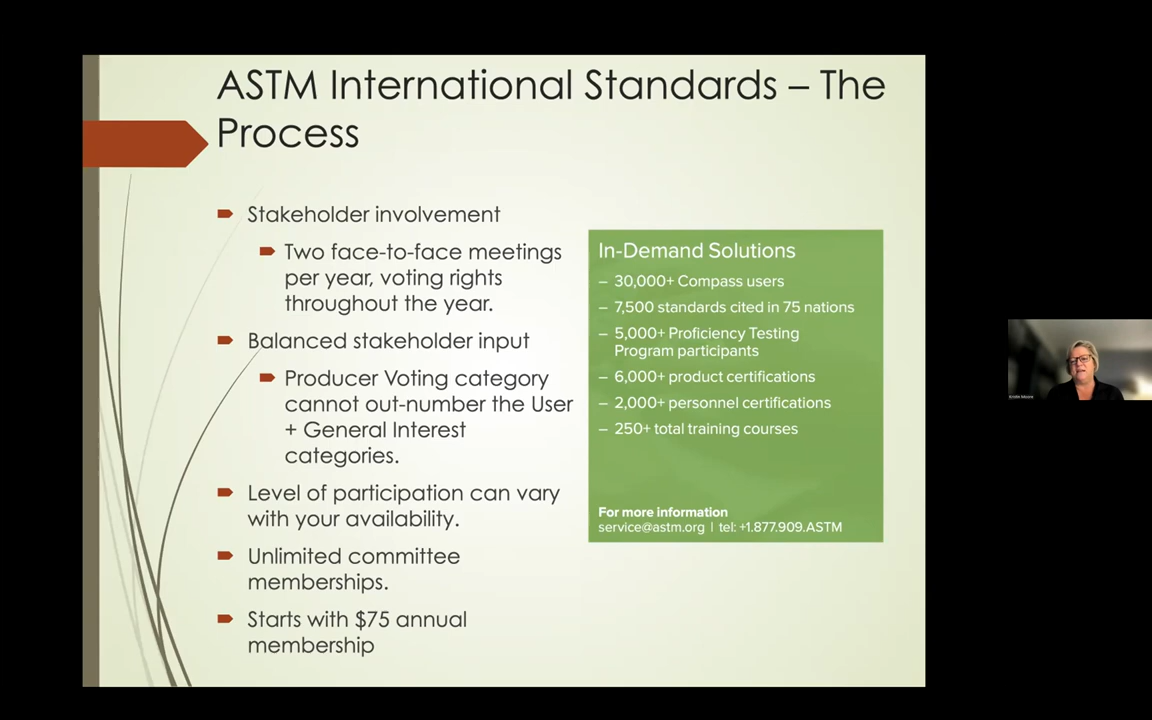 ASTM International Standards – The
Process
Stakeholder involvement
Two face-to-face meetings
per year, voting rights
throughout the year.
Balanced stakeholder input
Producer Voting category
cannot out-number the User
+ General Interest
categories.
Level of participation can vary
with your availability.
Unlimited committee
memberships.
Starts with $75 annual
membership
In-Demand Solutions
– 30,000+ Compass users
– 7,500 standards cited in 75 nations
– 5,000+ Proficiency Testing
Program participants
– 6,000+ product certifications
– 2,000+ personnel certifications
– 250+ total training courses
For more information
service@astm.org | tel: +1.877.909.ASTM